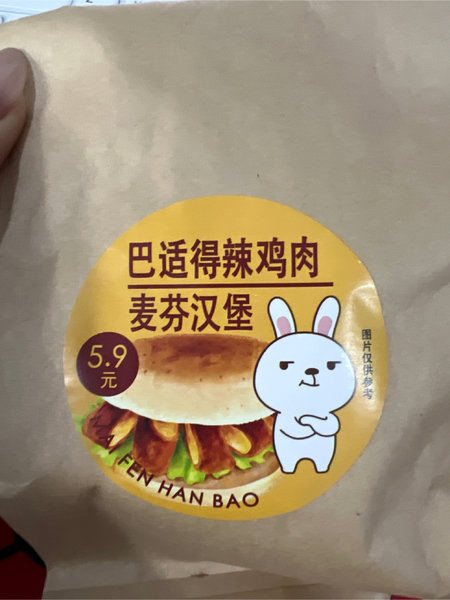 巴适得辣鸡肉
麦芬汉堡
5.9
元
图片仅供参考
FEN HAN BAO